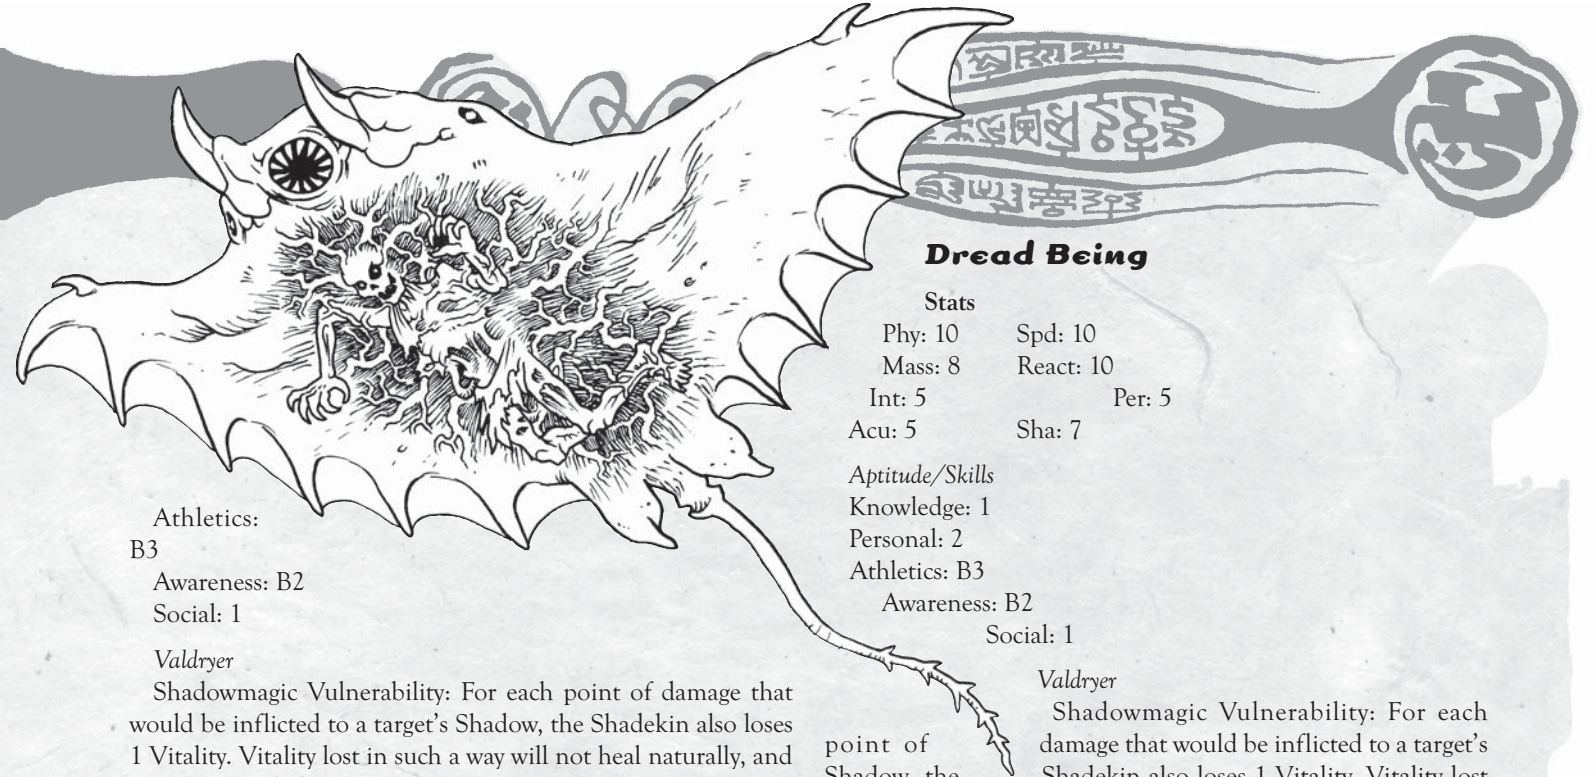 Athletics:
B3
Awareness: B2
Social: 1
Valdryer
Shadowmagic Vulnerability: For each point of damage that
would be inflicted to a target's Shadow, the Shadekin also loses
1 Vitality. Vitality lost in such a way will not heal naturally, and
Dread Being
Stats
Phy: 10 Spd: 10
Mass: 8 React: 10
Int: 5 Per: 5
Acu: 5 Sha: 7
Aptitude/Skills
Knowledge: 1
Personal: 2
Athletics: B3
Awareness: B2
Social: 1
Valdryer
Shadowmagic Vulnerability: For each
point of damage that would be inflicted to a target's
Shadow, the Shadekin also loses 1 Vitality. Vitality lost